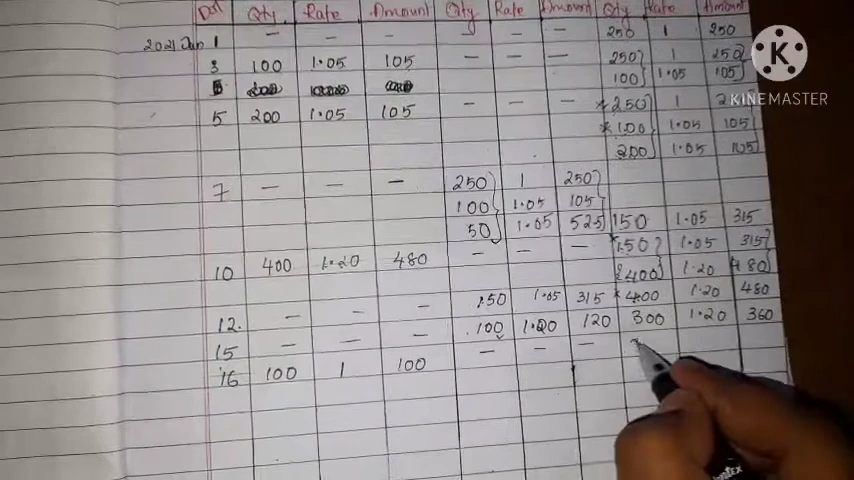 Dat Qty. Rate Amount Qty Rate Amount Qty Rate Amount
2021 Jan 1 – – – – – – 250 1 250
3 100 1.05 105 – – – 250 1 250
100 1.05 105
5 200 1.05 105 – – – *250 1
*100 1.05 105
200 1.05 105
7 – – – 250 1 250
100 1.05 105
50 1.05 525 150 1.05 315
10 400 1.20 480 – – – 150 1.05 315
400 1.20 480
12. – – – 150 1.05 315 *400 1.20 480
15 – – – 100 1.20 120 300 1.20 360
16 100 1 100 – – –
K
KINEMASTER